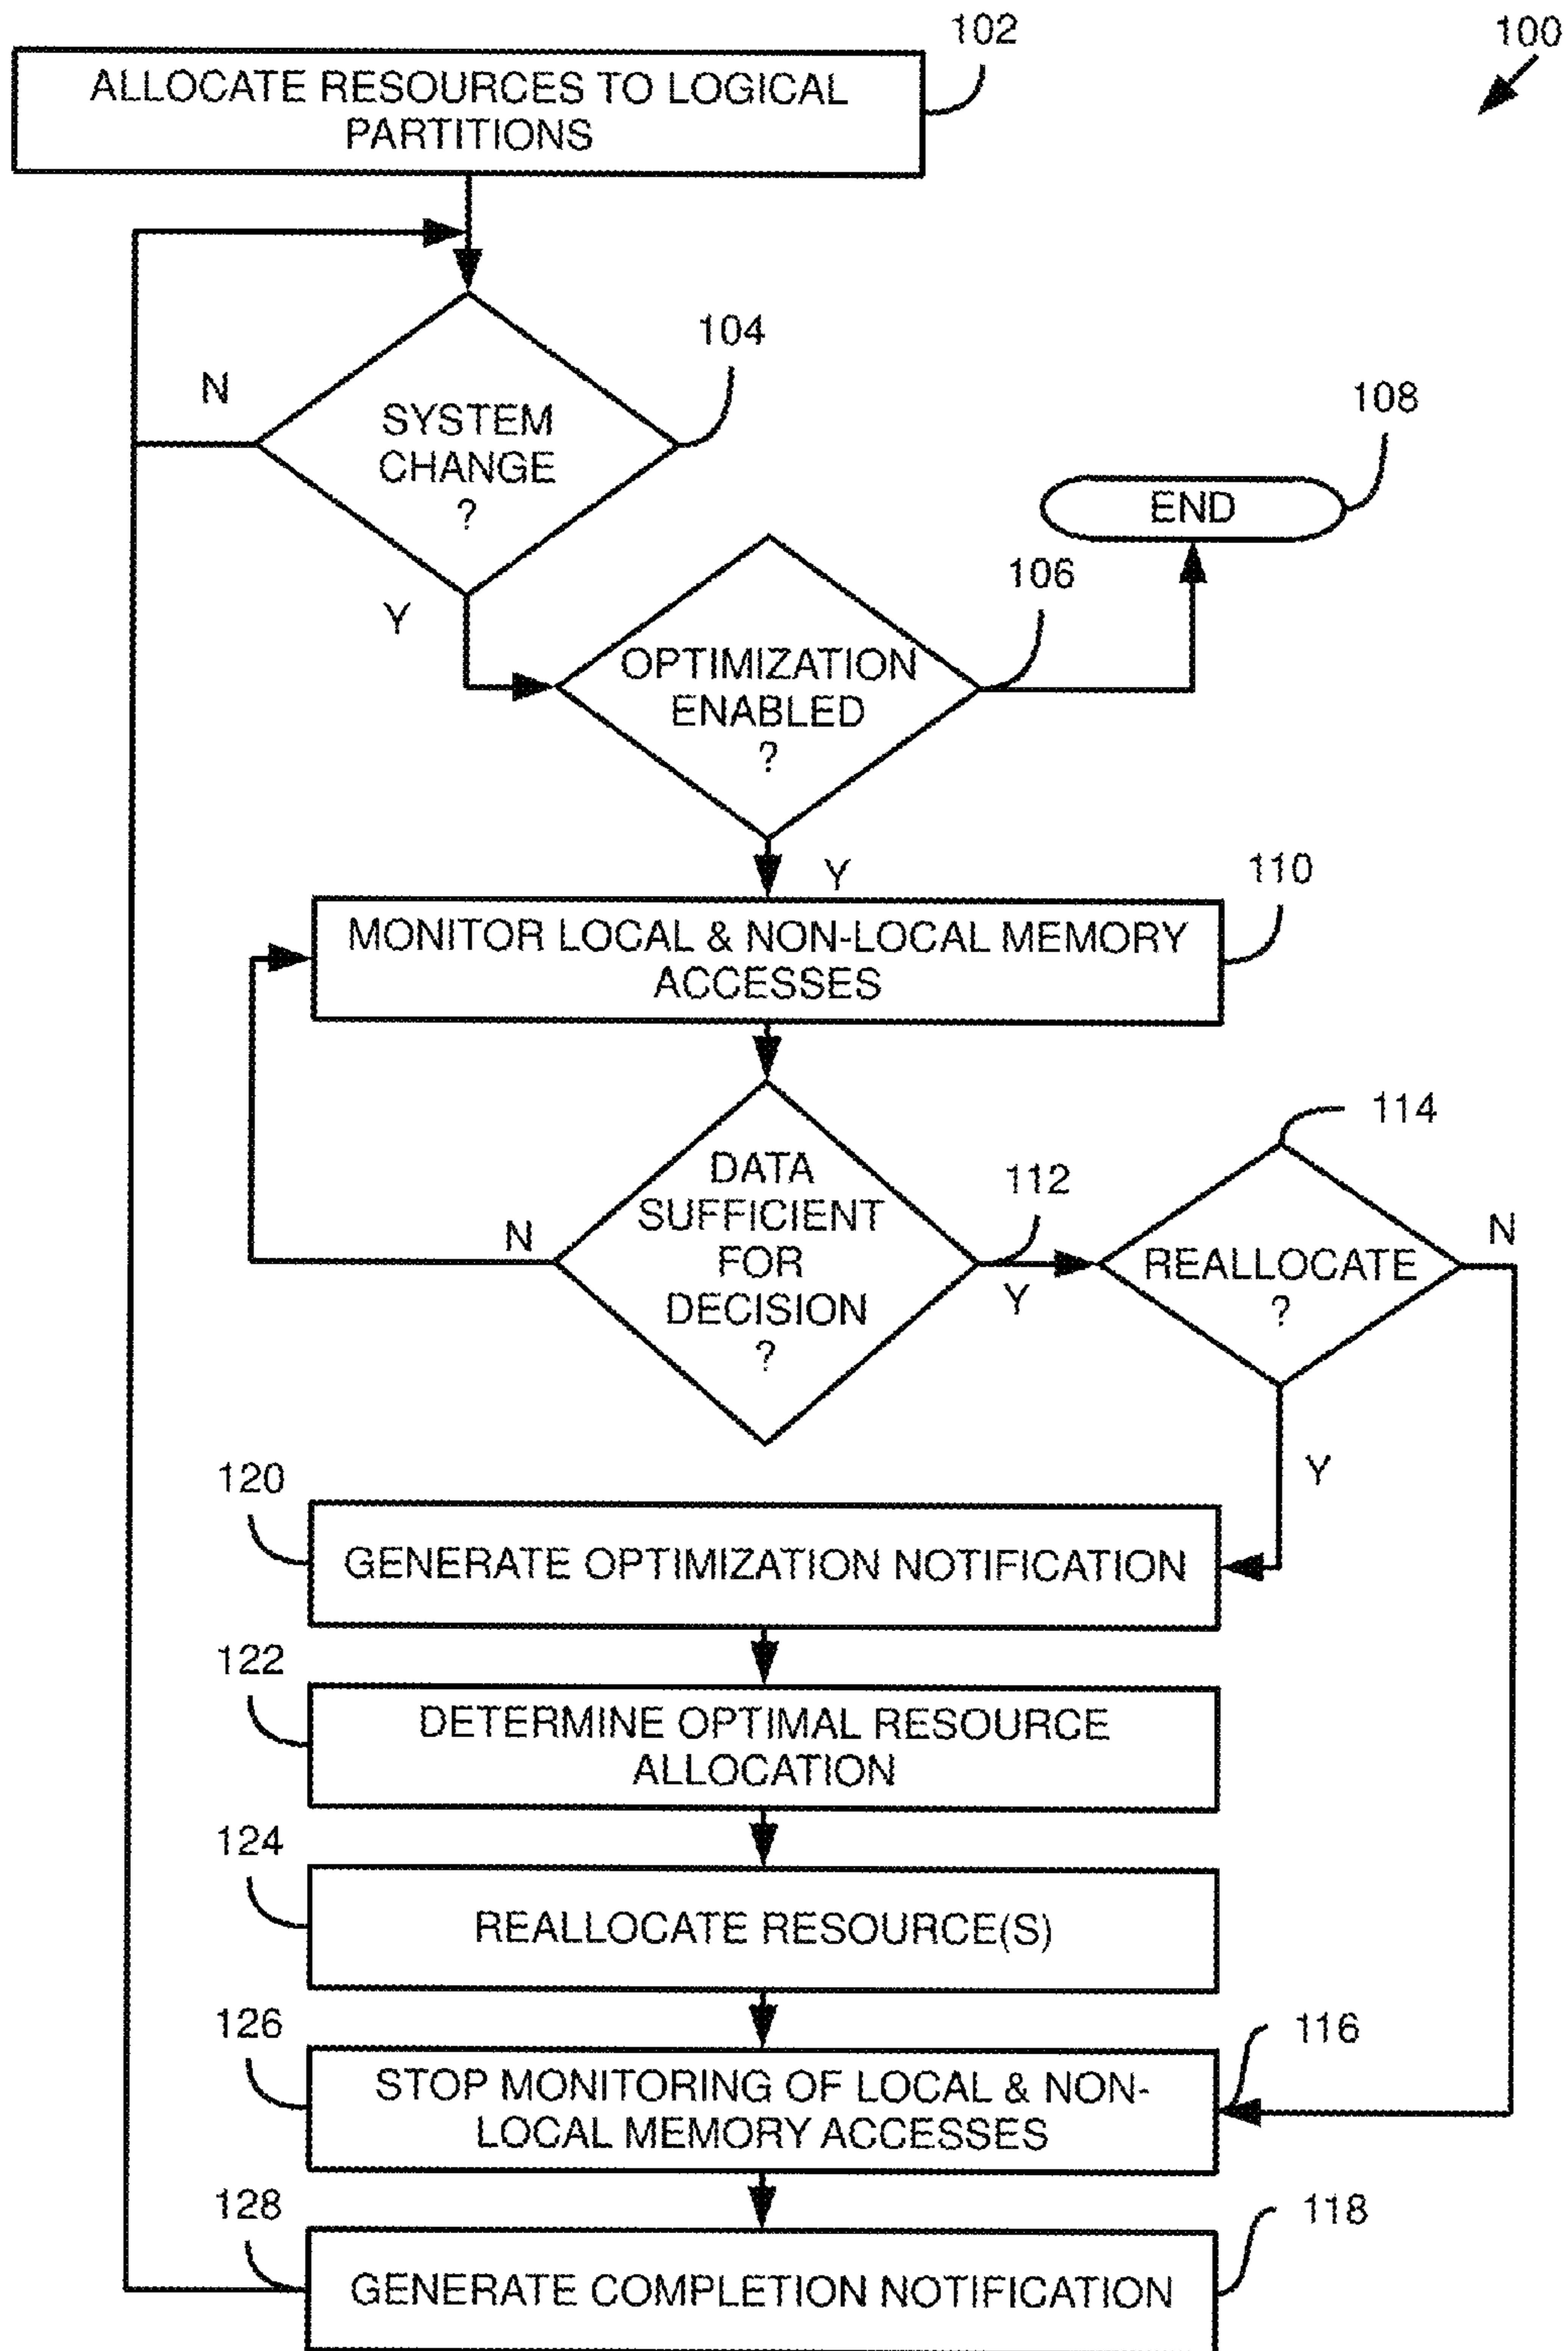 102
100
ALLOCATE RESOURCES TO LOGICAL
PARTITIONS
104
N
SYSTEM
CHANGE
?
108
END
Y
106
OPTIMIZATION
ENABLED
?
Y
110
MONITOR LOCAL & NON-LOCAL MEMORY
ACCESSES
114
DATA
SUFFICIENT
FOR
DECISION
?
112
N
Y
REALLOCATE
?
N
Y
120
GENERATE OPTIMIZATION NOTIFICATION
122
DETERMINE OPTIMAL RESOURCE
ALLOCATION
124
REALLOCATE RESOURCE(S)
126
116
STOP MONITORING OF LOCAL & NON-
LOCAL MEMORY ACCESSES
128
118
GENERATE COMPLETION NOTIFICATION